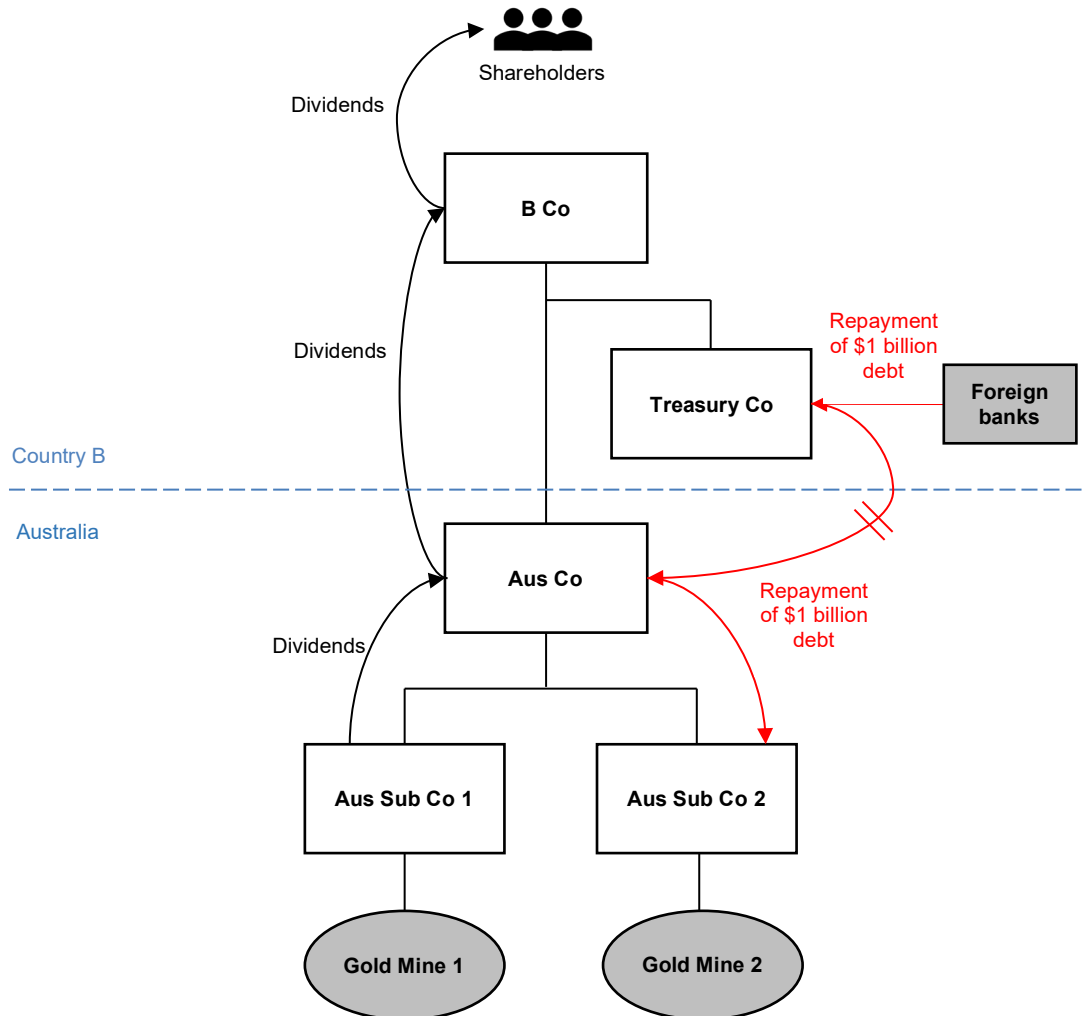 Shareholders
Dividends
B Co
Repayment
of $1 billion
debt
Dividends
Treasury Co
Foreign
banks
Country B
Australia
Aus Co
Repayment
of $1 billion
debt
Dividends
Aus Sub Co 1
Aus Sub Co 2
Gold Mine 1
Gold Mine 2